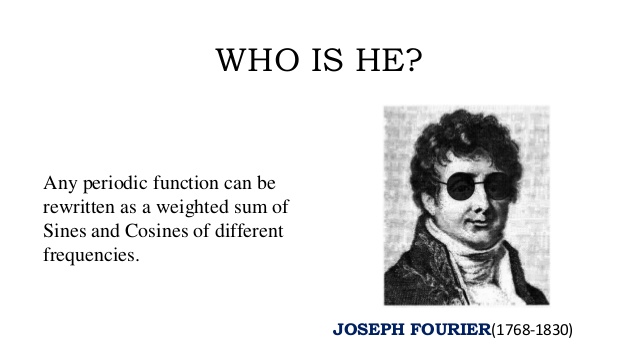 WHO IS HE?
Any periodic function can be
rewritten as a weighted sum of
Sines and Cosines of different
frequencies.
JOSEPH FOURIER(1768-1830)